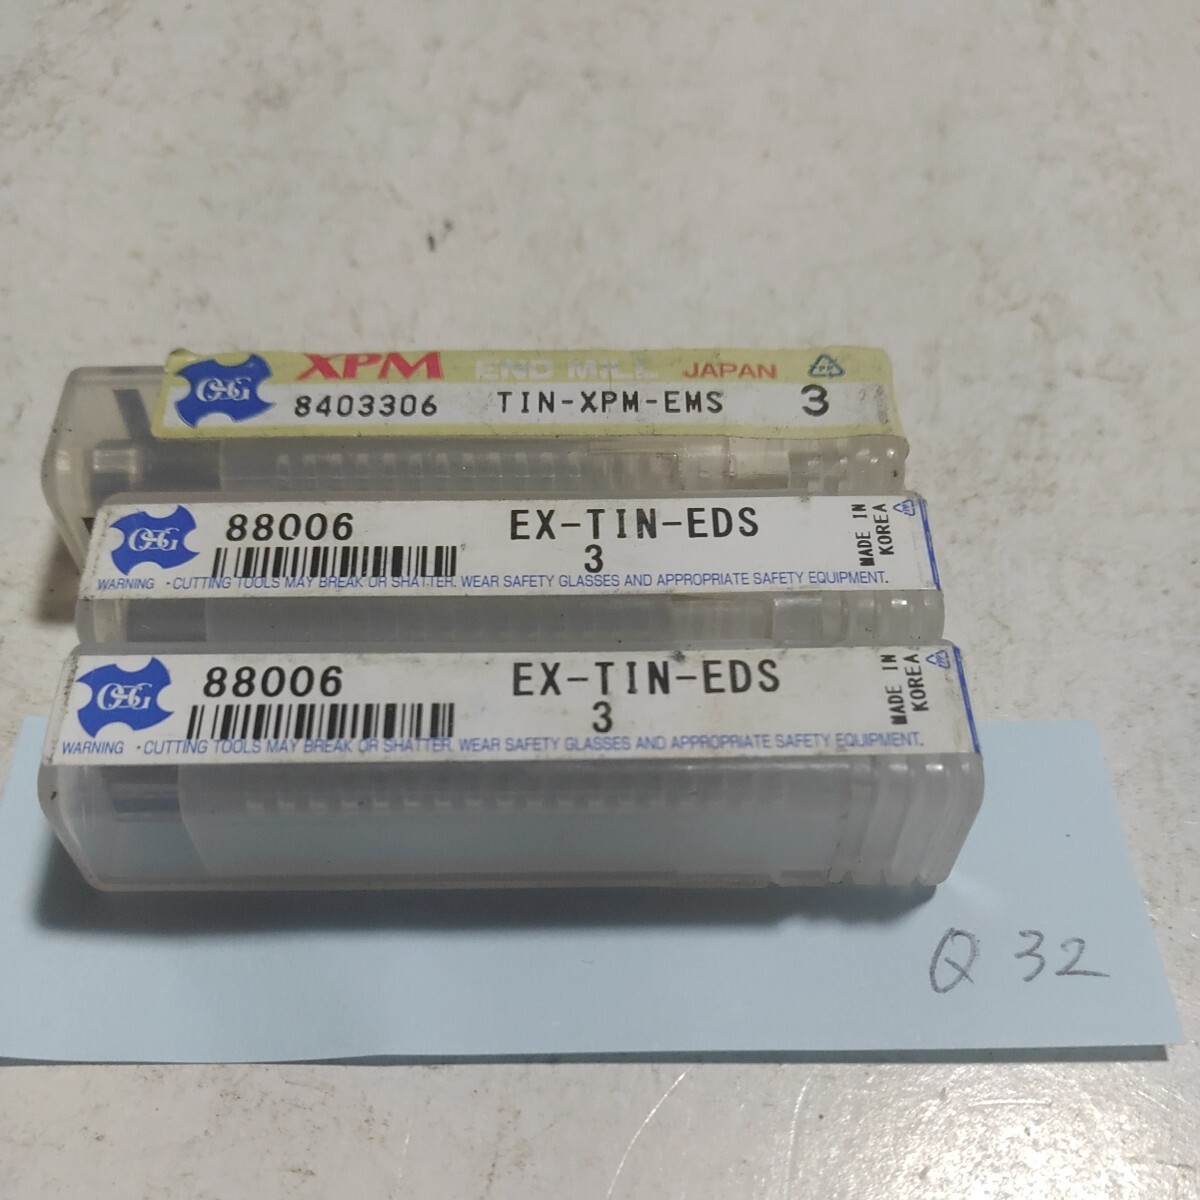 OSG XPM END MILL JAPAN PP
8403306 TIN-XPM-EMS 3
OSG 88006 EX-TIN-EDS
3
MADE IN
KOREA
WARNING ・CUTTING TOOLS MAY BREAK OR SHATTER. WEAR SAFETY GLASSES AND APPROPRIATE SAFETY EQUIPMENT.
OSG 88006 EX-TIN-EDS
3
MADE IN
KOREA
WARNING ・CUTTING TOOLS MAY BREAK OR SHATTER. WEAR SAFETY GLASSES AND APPROPRIATE SAFETY EQUIPMENT.
Q 32